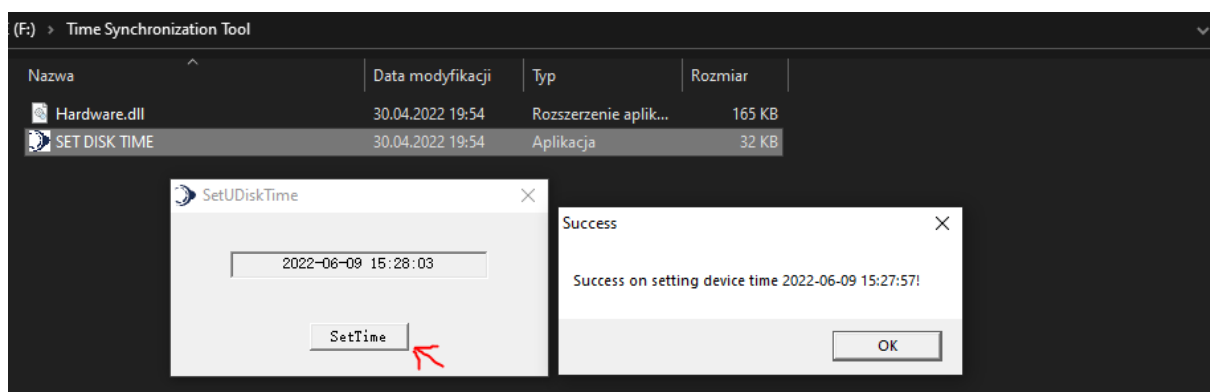 (F:) > Time Synchronization Tool
Nazwa Data modyfikacji Typ Rozmiar
Hardware.dll 30.04.2022 19:54 Rozszerzenie aplik... 165 KB
SET DISK TIME 30.04.2022 19:54 Aplikacja 32 KB
SetUDiskTime
2022-06-09 15:28:03
SetTime
Success
Success on setting device time 2022-06-09 15:27:57!
OK